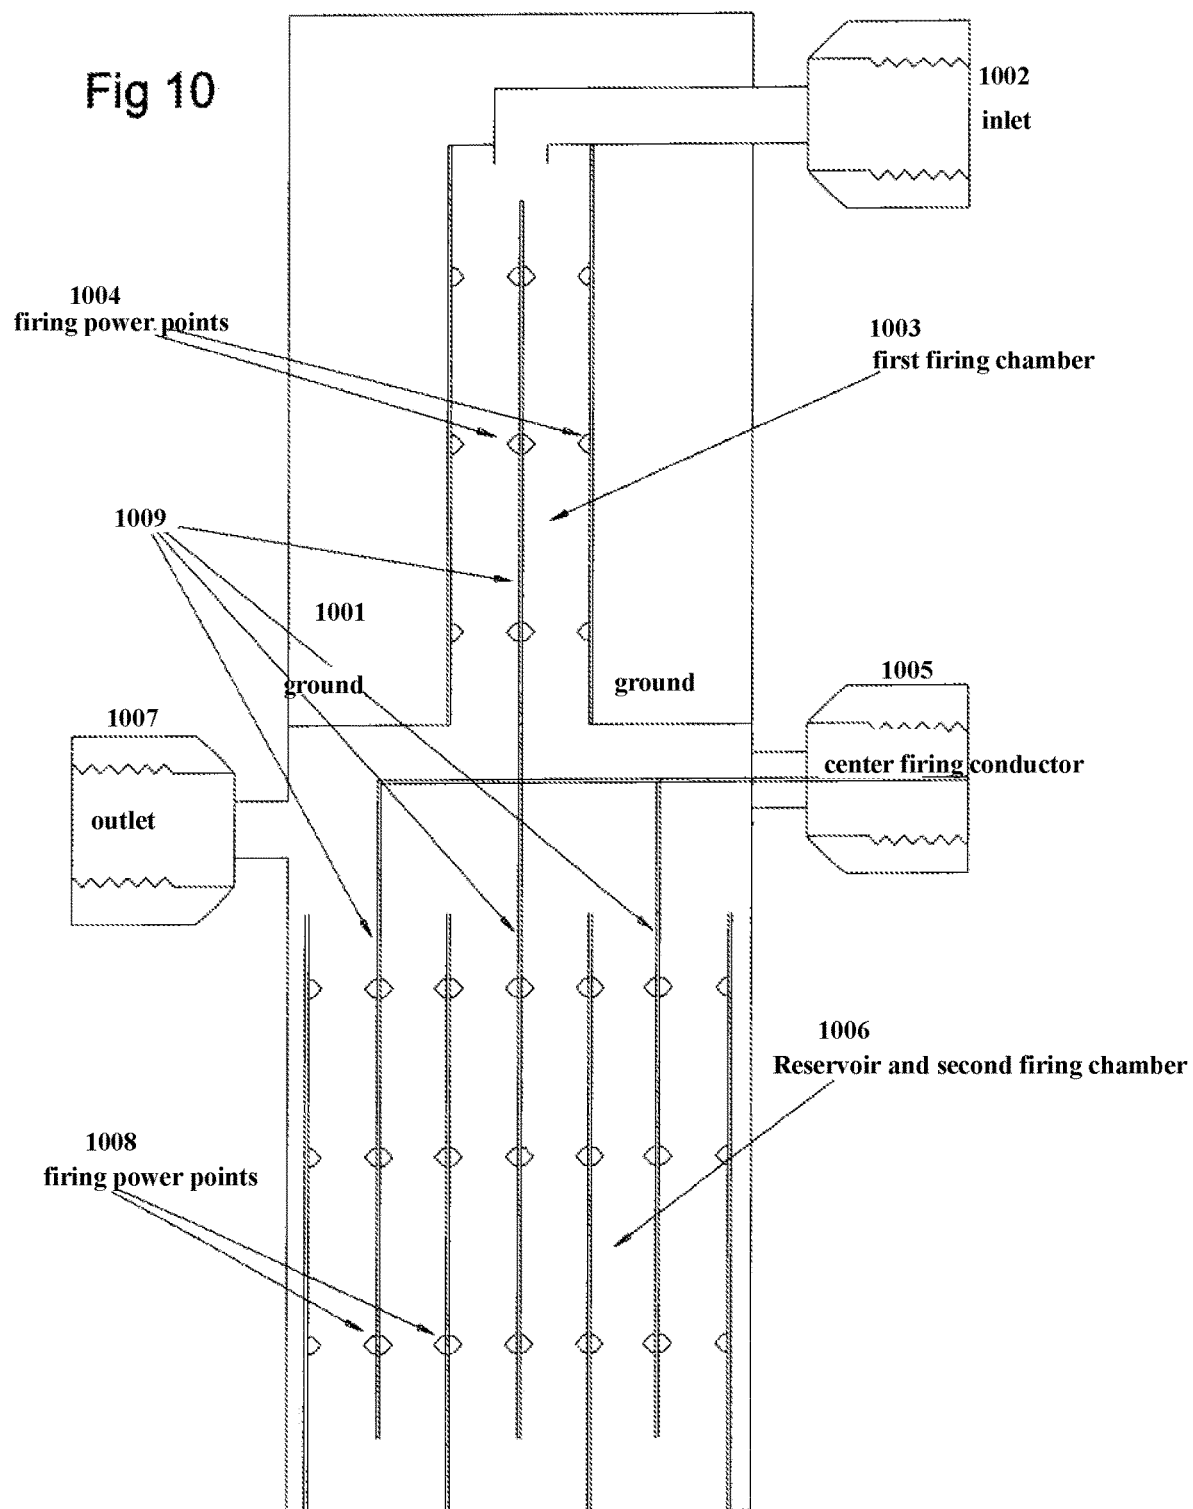 Fig 10
1002
inlet
1004
firing power points
1003
first firing chamber
1009
1001
ground
ground
1005
1007
center firing conductor
outlet
1006
Reservoir and second firing chamber
1008
firing power points